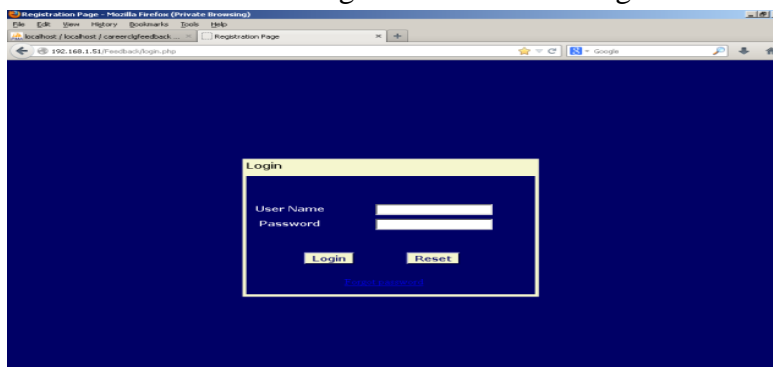 Registration Page - Mozilla Firefox (Private Browsing)
File Edit View History Bookmarks Tools Help
localhost / localhost / careerclgfeedback ... Registration Page
192.168.1.51/Feedback/login.php Google
Login
User Name
Password
Login Reset